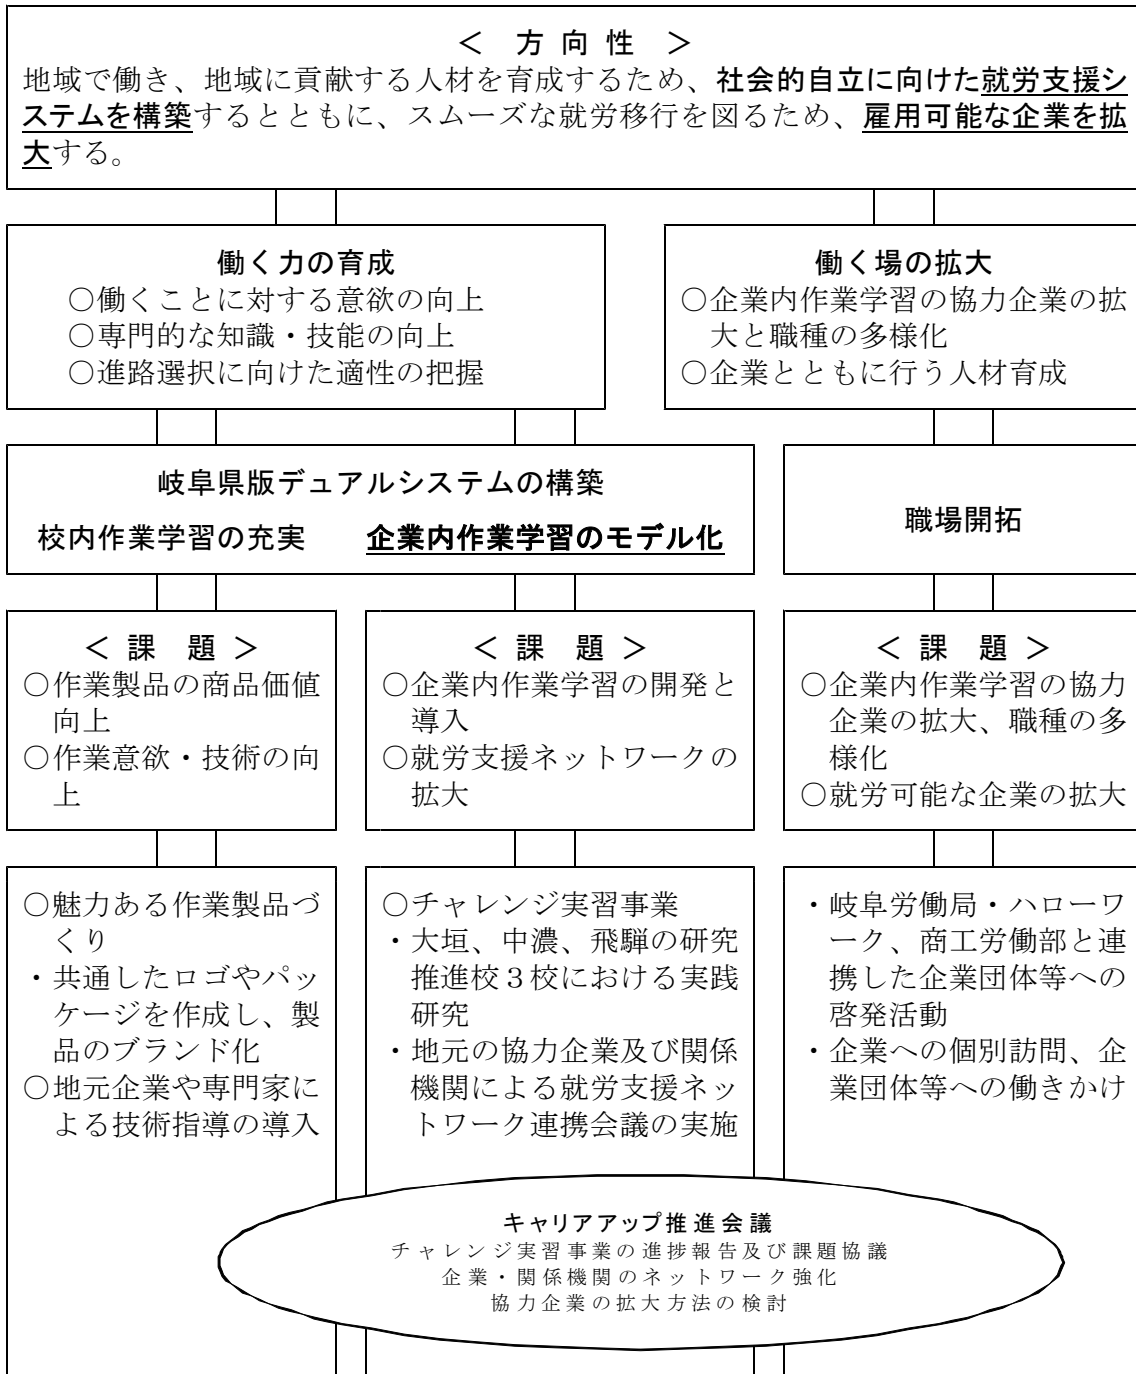 ＜ 方 向 性 ＞
地域で働き、地域に貢献する人材を育成するため、社会的自立に向けた就労支援シ
ステムを構築するとともに、スムーズな就労移行を図るため、雇用可能な企業を拡
大する。
働く力の育成
○働くことに対する意欲の向上
○専門的な知識・技能の向上
○進路選択に向けた適性の把握
働く場の拡大
○企業内作業学習の協力企業の拡
大と職種の多様化
○企業とともに行う人材育成
岐阜県版デュアルシステムの構築
校内作業学習の充実　企業内作業学習のモデル化
職場開拓
＜ 課　題 ＞
○作業製品の商品価値
向上
○作業意欲・技術の向
上
＜ 課　題 ＞
○企業内作業学習の開発と
導入
○就労支援ネットワークの
拡大
＜ 課　題 ＞
○企業内作業学習の協力
企業の拡大、職種の多
様化
○就労可能な企業の拡大
○魅力ある作業製品づ
くり
・共通したロゴやパッ
ケージを作成し、製
品のブランド化
○地元企業や専門家に
よる技術指導の導入
○チャレンジ実習事業
・大垣、中濃、飛騨の研究
推進校３校における実践
研究
・地元の協力企業及び関係
機関による就労支援ネッ
トワーク連携会議の実施
・岐阜労働局・ハローワ
ーク、商工労働部と連
携した企業団体等への
啓発活動
・企業への個別訪問、企
業団体等への働きかけ
キャリアアップ推進会議
チャレンジ実習事業の進捗報告及び課題協議
企業・関係機関のネットワーク強化
協力企業の拡大方法の検討